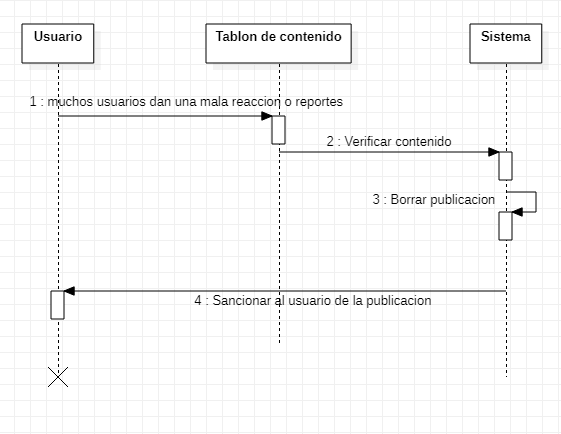 Usuario
Tablon de contenido
Sistema
1 : muchos usuarios dan una mala reaccion o reportes
2 : Verificar contenido
3 : Borrar publicacion
4 : Sancionar al usuario de la publicacion